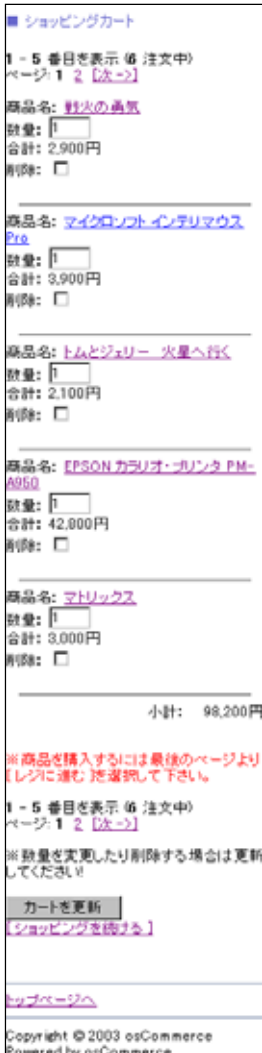 ■ ショッピングカート
1 - 5 番目を表示 (6 注文中)
ページ: 1 2 [次->]
商品名: 戦火の勇気
数量: 1
合計: 2,900円
削除:
商品名: マイクロソフト インテリマウス
Pro
数量: 1
合計: 3,900円
削除:
商品名: トムとジェリー 火星へ行く
数量: 1
合計: 2,100円
削除:
商品名: EPSON カラリオ・プリンタ PM-
A950
数量: 1
合計: 42,800円
削除:
商品名: マトリックス
数量: 1
合計: 3,000円
削除:
小計: 98,200円
※商品を購入するには最後のページより
[レジに進む]を選択して下さい。
1 - 5 番目を表示 (6 注文中)
ページ: 1 2 [次->]
※数量を変更したり削除する場合は更新
してください!
カートを更新
[ショッピングを続ける]
トップページへ
Copyright © 2003 osCommerce
Powered by osCommerce